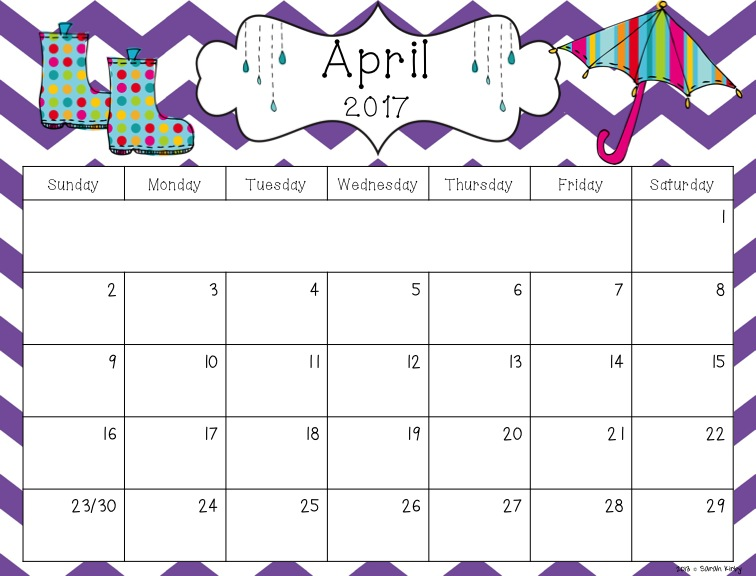 April
2017
Sunday Monday Tuesday Wednesday Thursday Friday Saturday
1
2 3 4 5 6 7 8
9 10 11 12 13 14 15
16 17 18 19 20 21 22
23/30 24 25 26 27 28 29
© Sarah Kirby